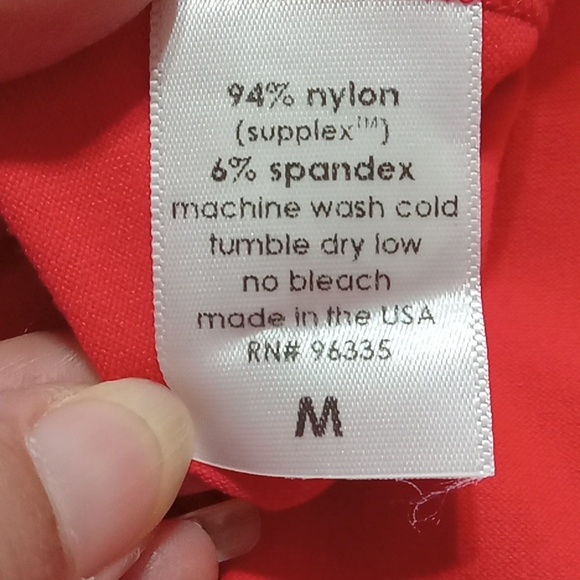 94% nylon
(supplex™)
6% spandex
machine wash cold
tumble dry low
no bleach
made in the USA
RN# 96335
M